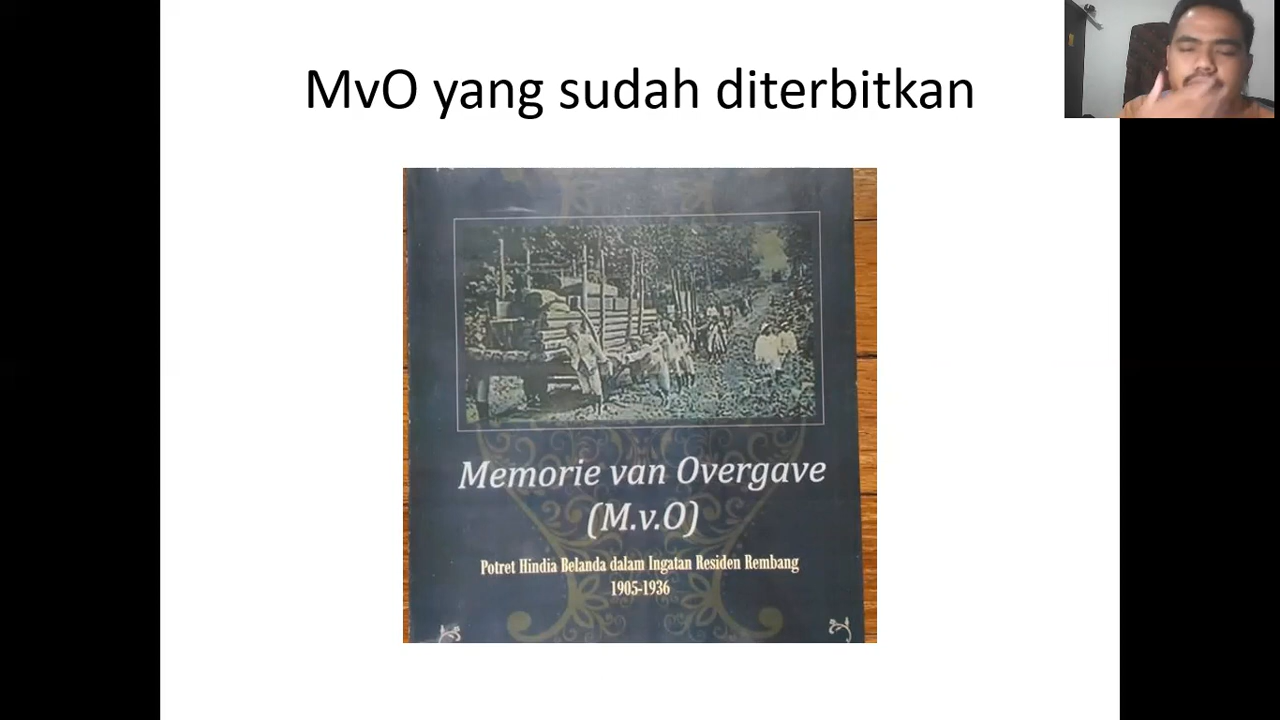 MvO yang sudah diterbitkan
Memorie van Overgave
(M.v.O)
Potret Hindia Belanda dalam Ingatan Residen Rembang
1905-1936